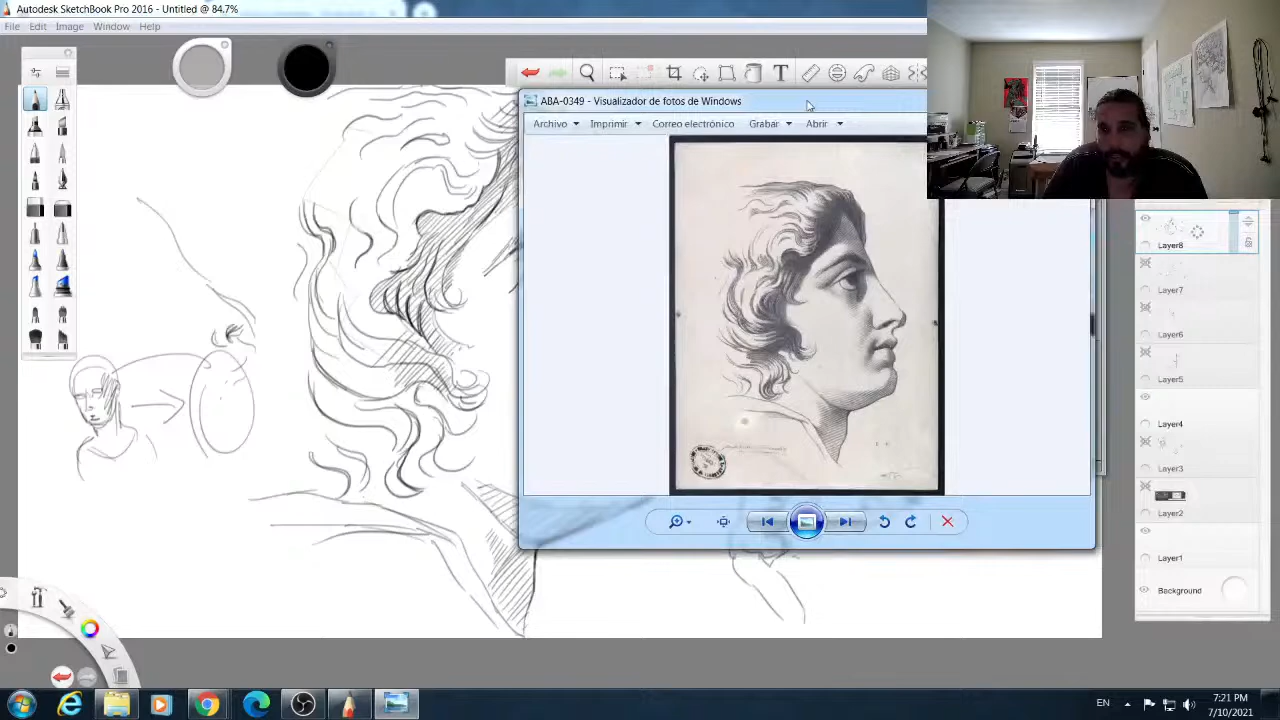 Autodesk SketchBook Pro 2016 - Untitled @ 84.7%
File Edit Image Window Help
ABA-0349 - Visualizador de fotos de Windows
Archivo Imprimir Correo electrónico Grabar Abrir
Layer8
Layer7
Layer6
Layer5
Layer4
Layer3
Layer2
Layer1
Background
EN
7:21 PM
7/10/2021